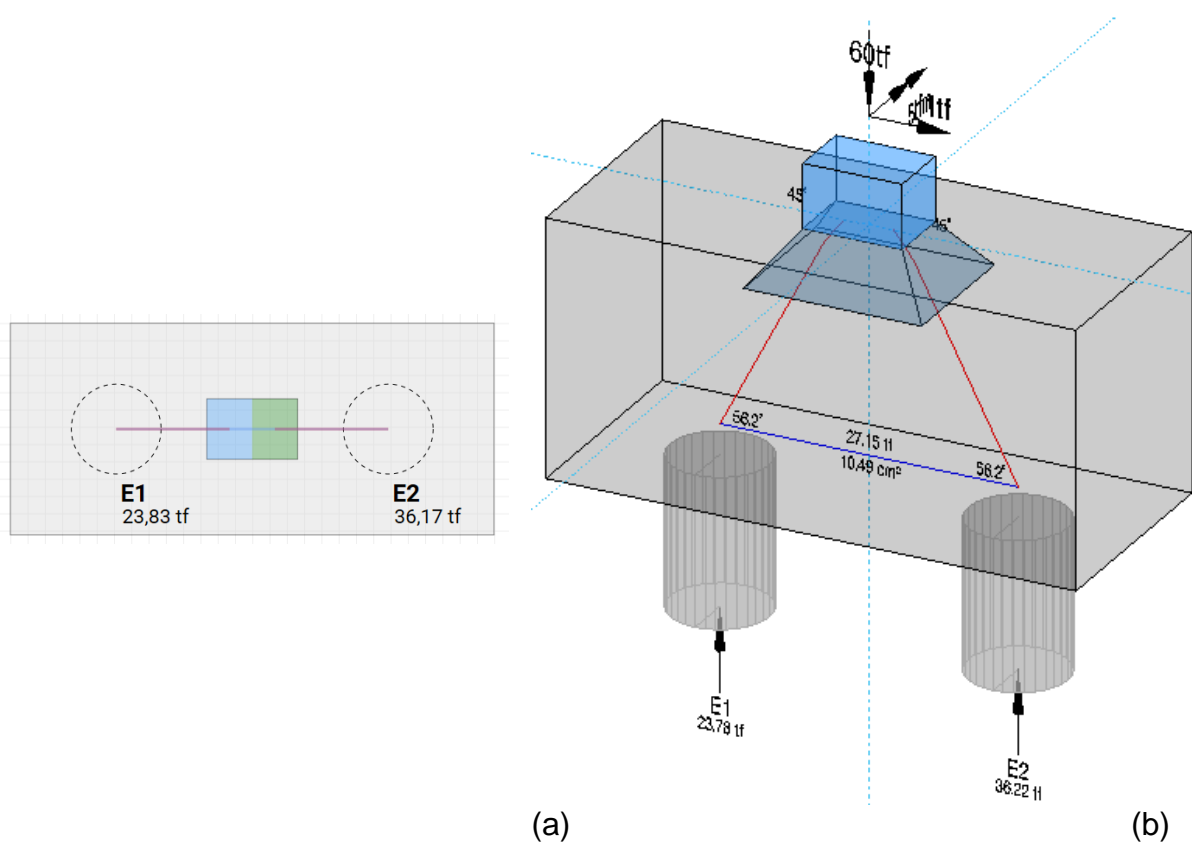 60tf
45°
45°
E1
23,83 tf
E2
36,17 tf
56.2°
27.15 tf
10.49 cm²
56.2°
E1
23.78 tf
E2
36.22 tf
(a)
(b)